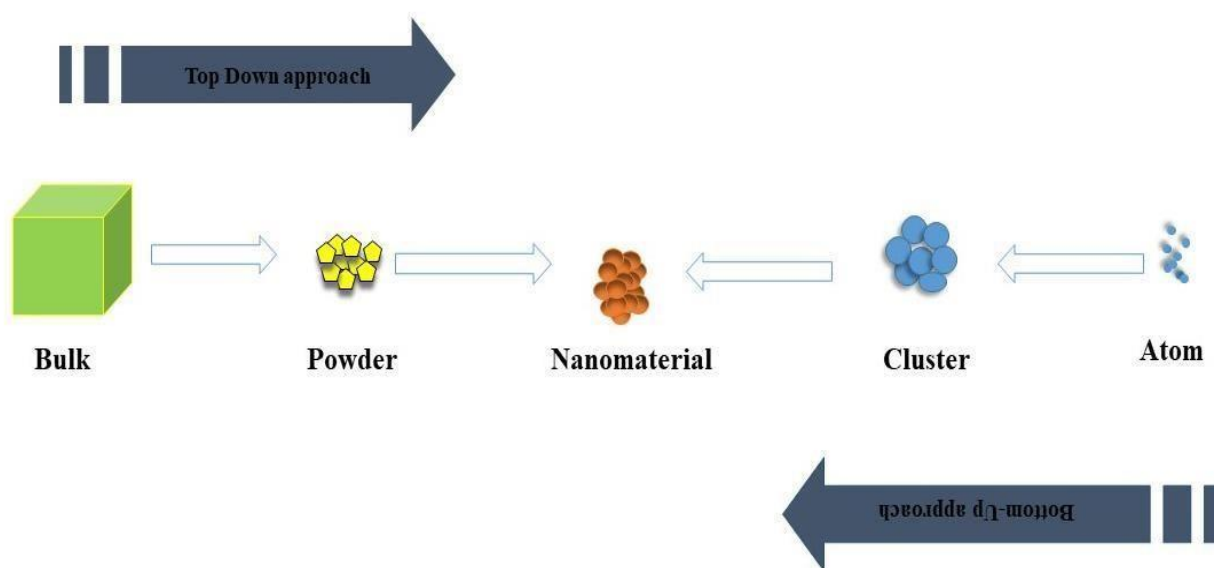 Top Down approach
Bulk
Powder
Nanomaterial
Cluster
Atom
Bottom-Up approach